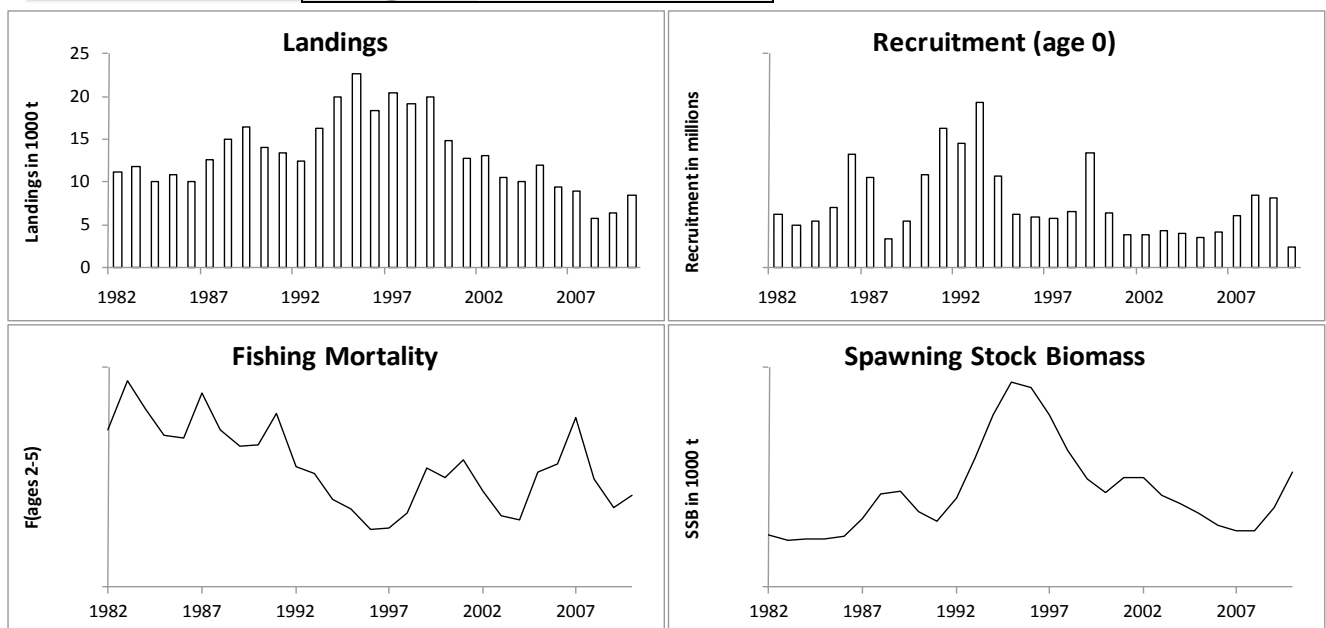 Landings
Landings in 1000 t
25
20
15
10
5
0
1982 1987 1992 1997 2002 2007
Recruitment (age 0)
Recruitment in millions
1982 1987 1992 1997 2002 2007
Fishing Mortality
F(ages 2-5)
1982 1987 1992 1997 2002 2007
Spawning Stock Biomass
SSB in 1000 t
1982 1987 1992 1997 2002 2007